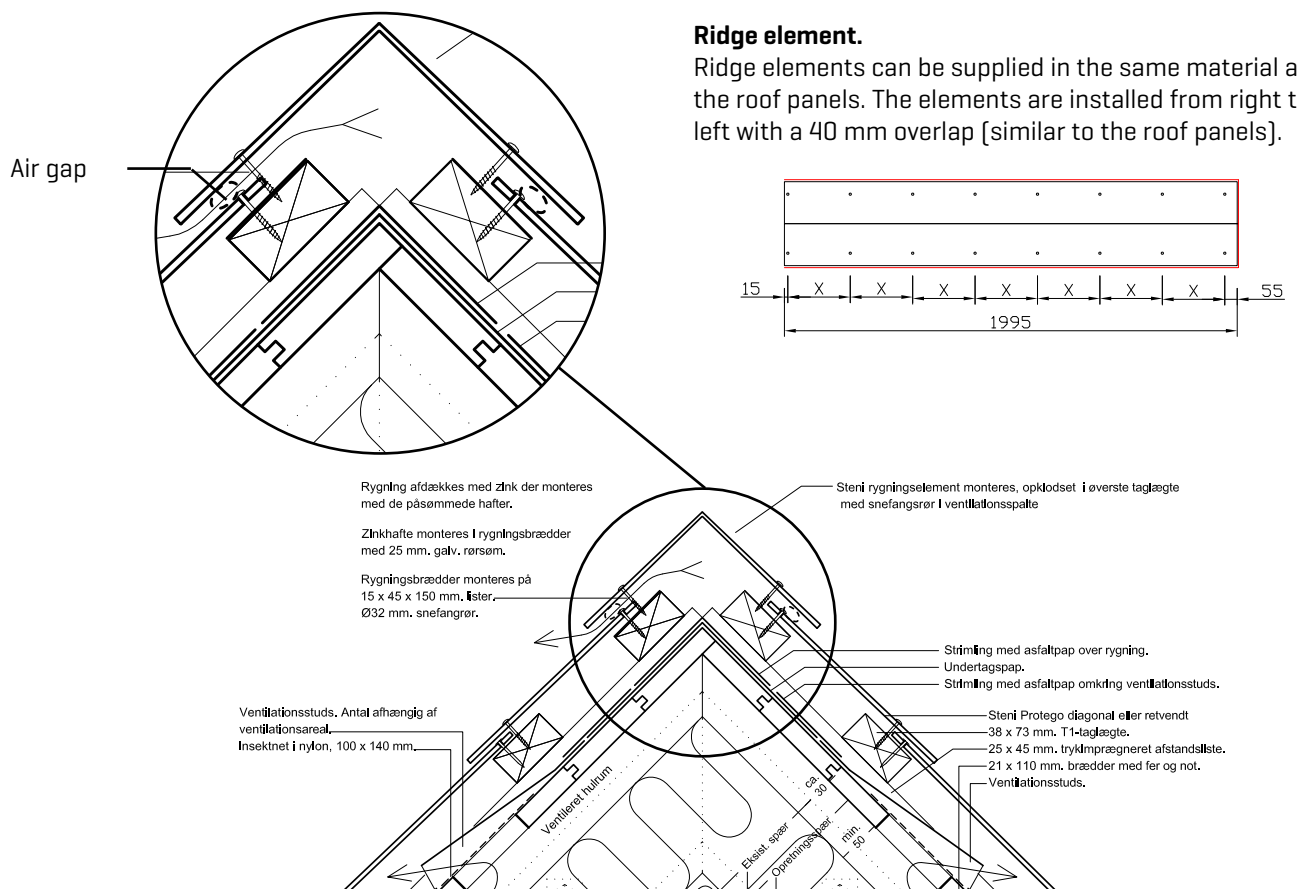 Ridge element.
Ridge elements can be supplied in the same material a
the roof panels. The elements are installed from right t
left with a 40 mm overlap (similar to the roof panels).
Air gap
15 X X X X X X X 55
1995
Rygning afdækkes med zink der monteres
med de påsømmede hafter.
Zinkhafte monteres i rygningsbrædder
med 25 mm. galv. rørsøm.
Rygningsbrædder monteres på
15 x 45 x 150 mm. lister.
Ø32 mm. snefangrør.
Steni rygningselement monteres, opklodset i øverste taglægte
med snefangsrør i ventilationsspalte
Strimling med asfaltpap over rygning.
Undertagspap.
Strimling med asfaltpap omkring ventilationsstuds.
Ventilationsstuds. Antal afhængig af
ventilationsareal.
Insektnet i nylon, 100 x 140 mm.
Steni Protego diagonal eller retvendt
38 x 73 mm. T1-taglægte.
25 x 45 mm. trykimprægneret afstandsliste.
21 x 110 mm. brædder med fer og not.
Ventilationsstuds.
Ventileret hulrum
ca.
30
Eksist. spær
Opretningsspær
min.
50